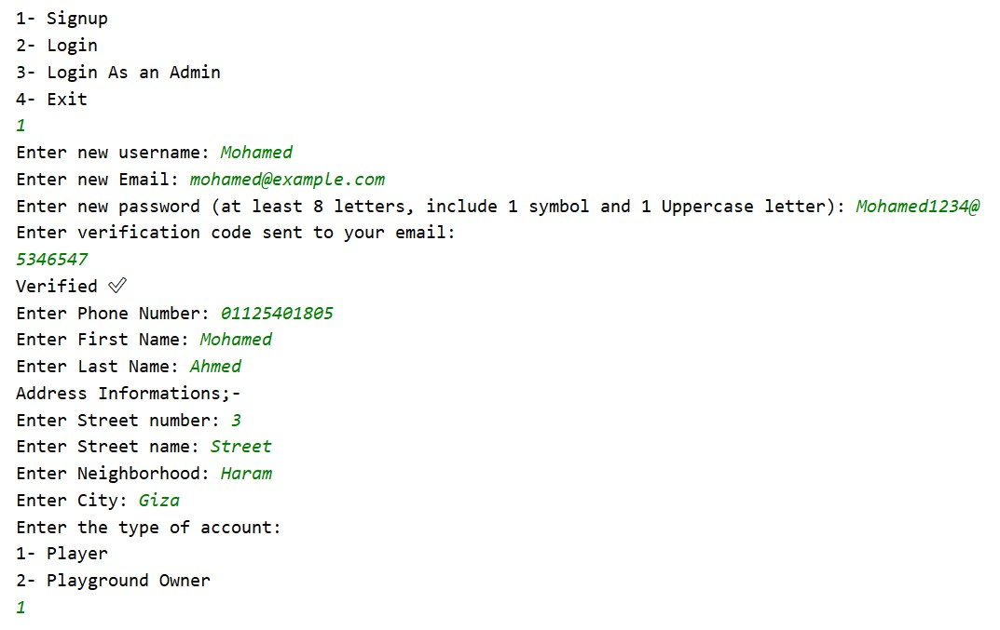 1- Signup
2- Login
3- Login As an Admin
4- Exit
1
Enter new username: Mohamed
Enter new Email: mohamed@example.com
Enter new password (at least 8 letters, include 1 symbol and 1 Uppercase letter): Mohamed1234@
Enter verification code sent to your email:
5346547
Verified ✅
Enter Phone Number: 01125401805
Enter First Name: Mohamed
Enter Last Name: Ahmed
Address Informations;-
Enter Street number: 3
Enter Street name: Street
Enter Neighborhood: Haram
Enter City: Giza
Enter the type of account:
1- Player
2- Playground Owner
1